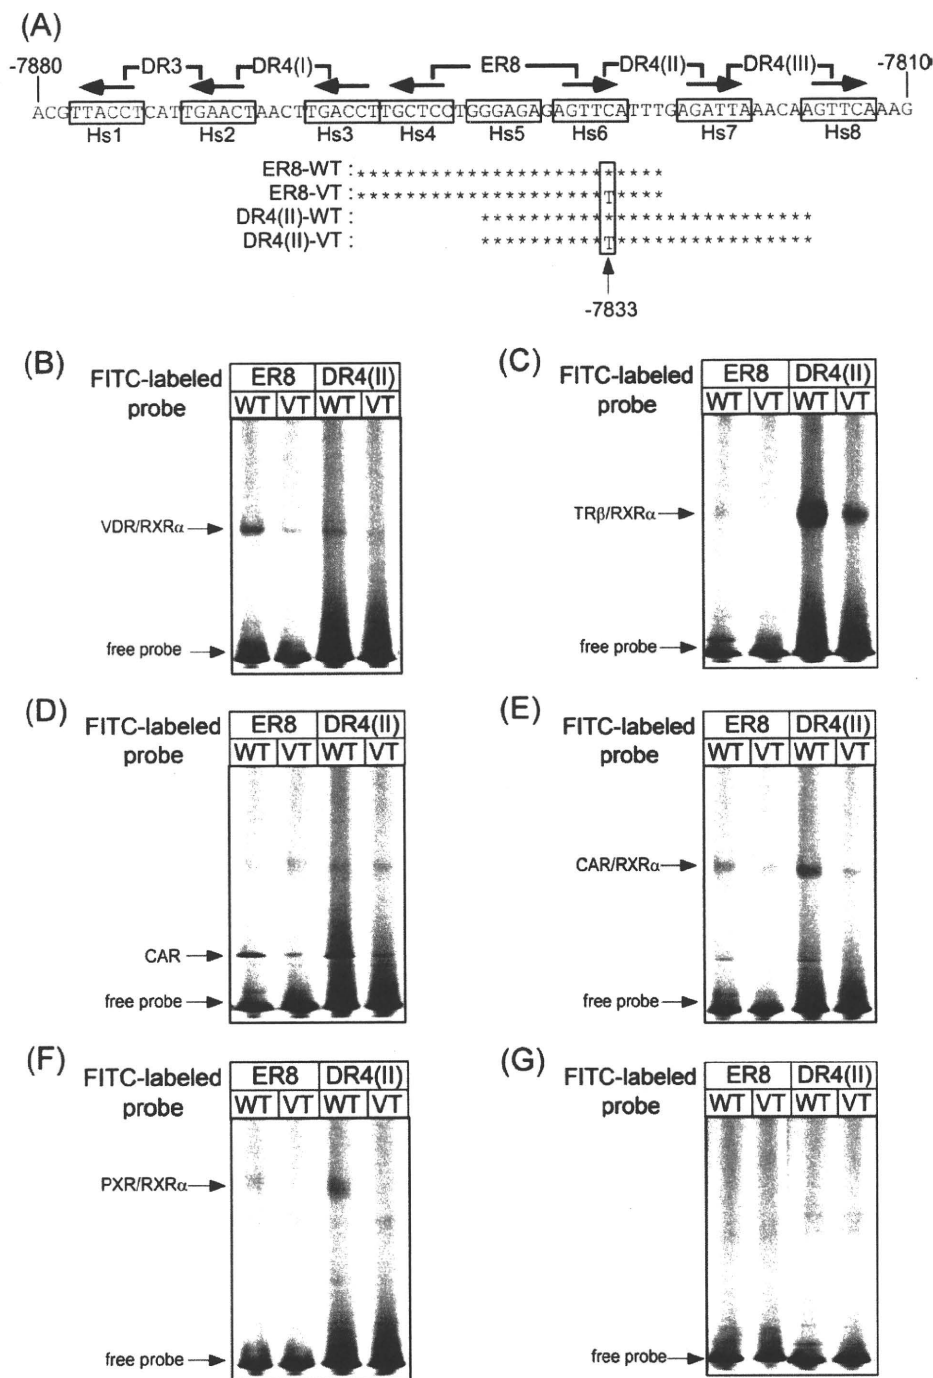 (A)
-7880 DR3 DR4(I) ER8 DR4(II) DR4(III) -7810
ACGTTACCTCATTGAACTAACTTGACCTTGCTCCTGGGAGAGAGTTCATTTGAGATTAAACAAGTTCAAAG
Hs1 Hs2 Hs3 Hs4 Hs5 Hs6 Hs7 Hs8
ER8-WT : *************************
ER8-VT : ********************T****
DR4(II)-WT : ***************************
DR4(II)-VT : **********T****************
-7833
(B)
FITC-labeled probe
ER8 DR4(II)
WT VT WT VT
VDR/RXRα
free probe
(C)
FITC-labeled probe
ER8 DR4(II)
WT VT WT VT
TRβ/RXRα
free probe
(D)
FITC-labeled probe
ER8 DR4(II)
WT VT WT VT
CAR
free probe
(E)
FITC-labeled probe
ER8 DR4(II)
WT VT WT VT
CAR/RXRα
free probe
(F)
FITC-labeled probe
ER8 DR4(II)
WT VT WT VT
PXR/RXRα
free probe
(G)
FITC-labeled probe
ER8 DR4(II)
WT VT WT VT
free probe